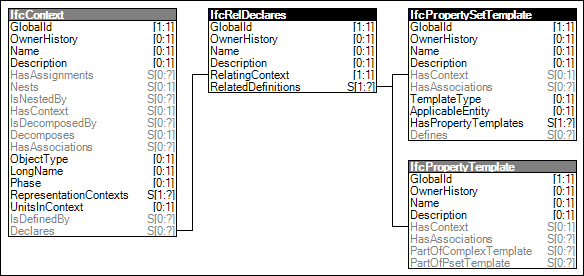 IfcContext
GlobalId [1:1]
OwnerHistory [0:1]
Name [0:1]
Description [0:1]
HasAssignments S[0:?]
Nests S[0:1]
IsNestedBy S[0:?]
HasContext S[0:1]
IsDecomposedBy S[0:?]
Decomposes S[0:1]
HasAssociations S[0:?]
ObjectType [0:1]
LongName [0:1]
Phase [0:1]
RepresentationContexts S[1:?]
UnitsInContext [0:1]
IsDefinedBy S[0:?]
Declares S[0:?]
IfcRelDeclares
GlobalId [1:1]
OwnerHistory [0:1]
Name [0:1]
Description [0:1]
RelatingContext [1:1]
RelatedDefinitions S[1:?]
IfcPropertySetTemplate
GlobalId [1:1]
OwnerHistory [0:1]
Name [0:1]
Description [0:1]
HasContext S[0:1]
HasAssociations S[0:?]
TemplateType [0:1]
ApplicableEntity [0:1]
HasPropertyTemplates S[1:?]
Defines S[0:?]
IfcPropertyTemplate
GlobalId [1:1]
OwnerHistory [0:1]
Name [0:1]
Description [0:1]
HasContext S[0:1]
HasAssociations S[0:?]
PartOfComplexTemplate S[0:?]
PartOfPsetTemplate S[0:?]